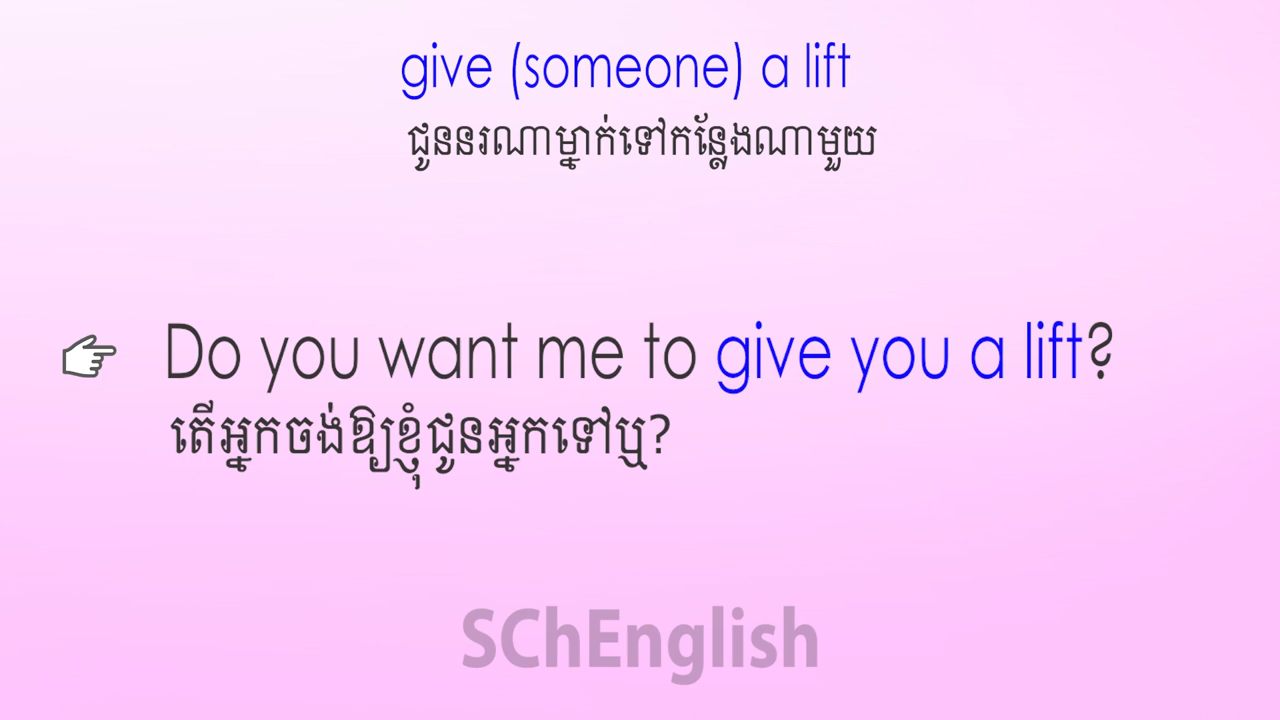 give (someone) a lift
ជូននរណាម្នាក់ទៅកន្លែងណាមួយ
Do you want me to give you a lift?
តើអ្នកចង់ឱ្យខ្ញុំជូនអ្នកទៅឬ?
SChEnglish